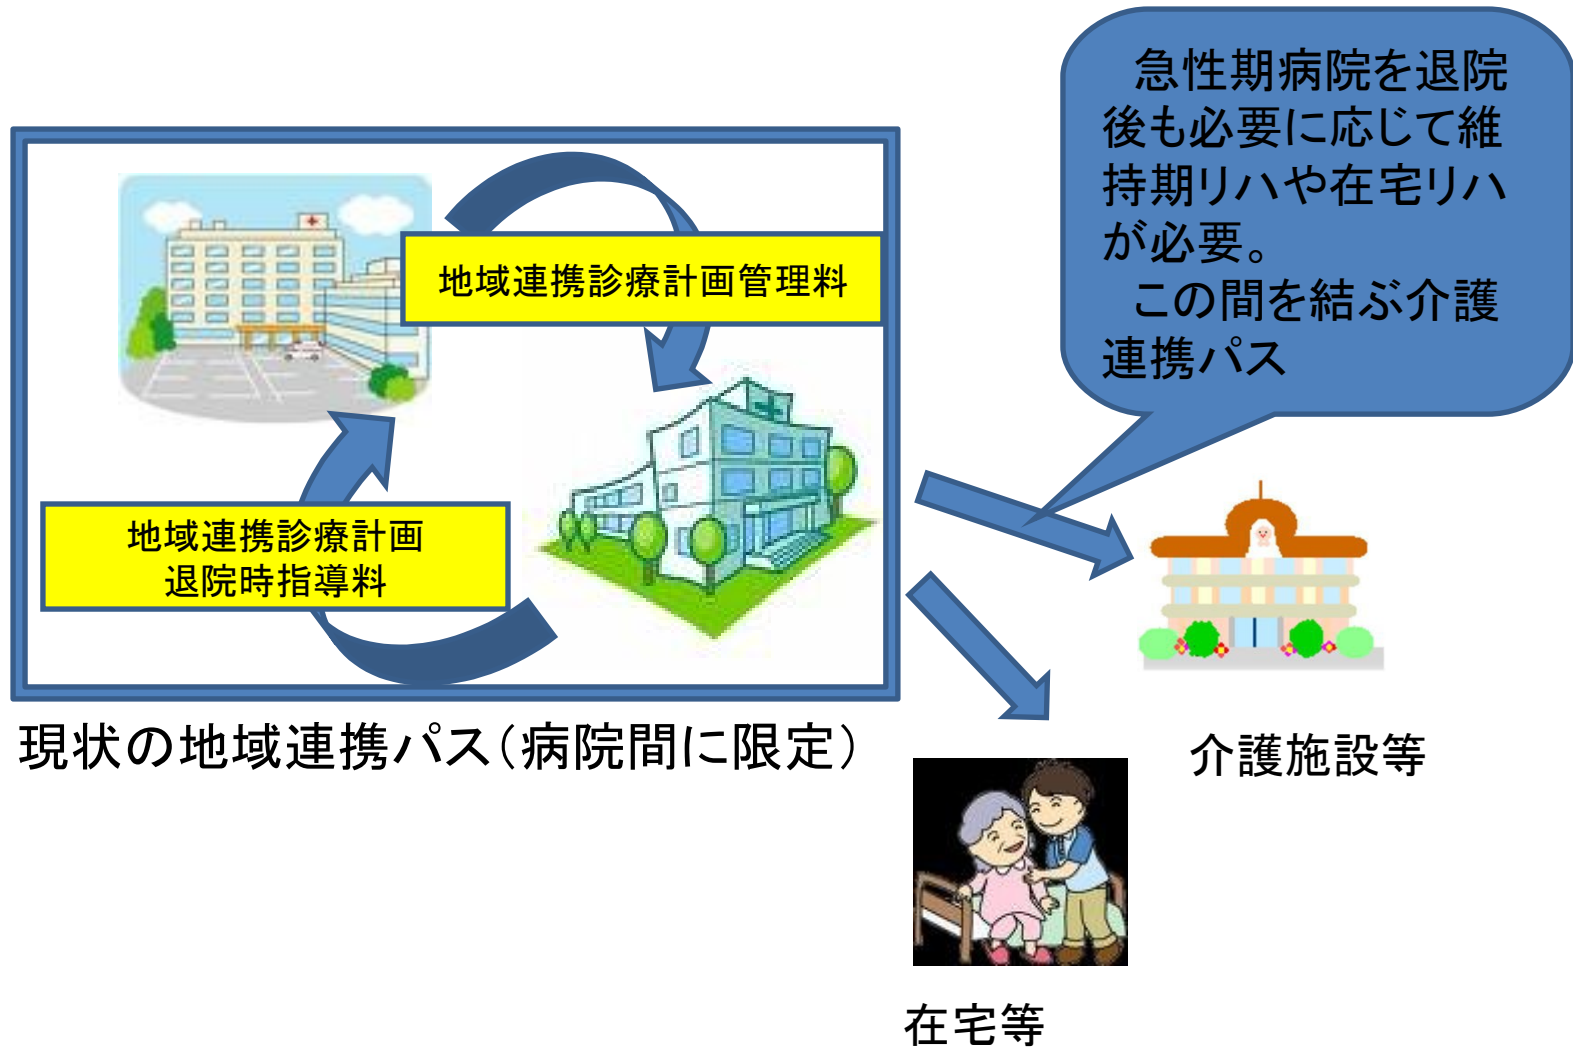 急性期病院を退院
後も必要に応じて維
持期リハや在宅リハ
が必要。
この間を結ぶ介護
連携パス
地域連携診療計画管理料
地域連携診療計画
退院時指導料
現状の地域連携パス（病院間に限定）
介護施設等
在宅等